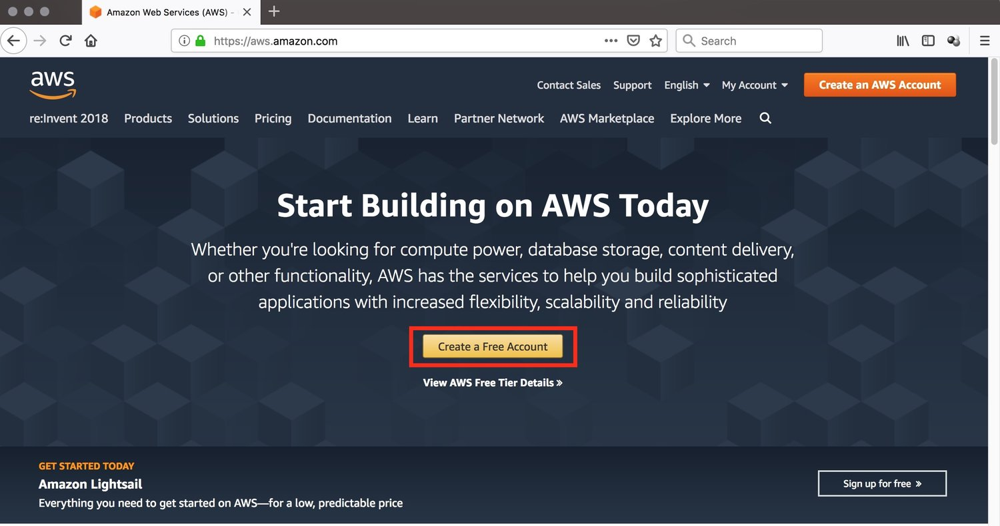 Amazon Web Services (AWS) -
https://aws.amazon.com
Search
aws
Contact Sales Support English My Account Create an AWS Account
re:Invent 2018 Products Solutions Pricing Documentation Learn Partner Network AWS Marketplace Explore More
Start Building on AWS Today
Whether you're looking for compute power, database storage, content delivery,
or other functionality, AWS has the services to help you build sophisticated
applications with increased flexibility, scalability and reliability
Create a Free Account
View AWS Free Tier Details »
GET STARTED TODAY
Amazon Lightsail
Everything you need to get started on AWS—for a low, predictable price
Sign up for free »